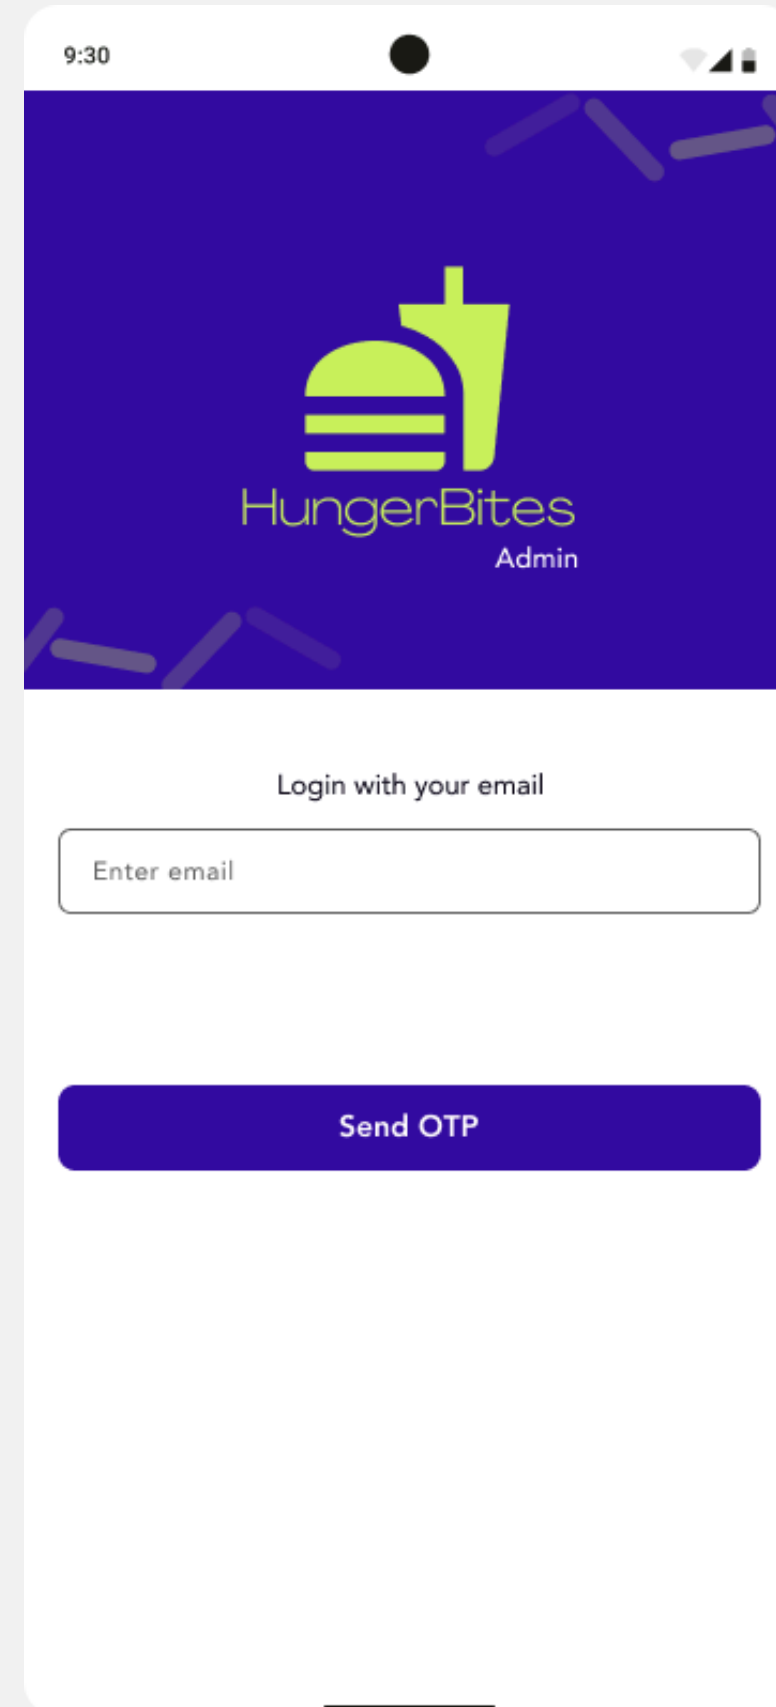 9:30
HungerBites
Admin
Login with your email
Enter email
Send OTP